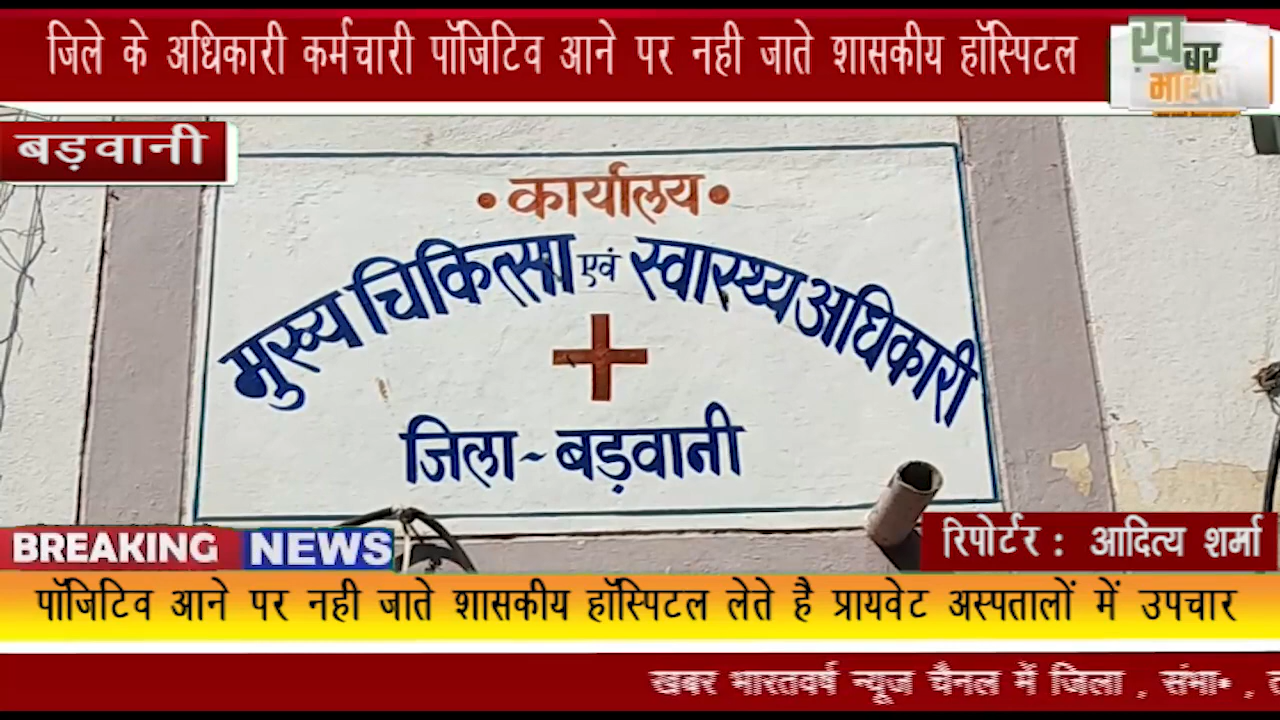 जिले के अधिकारी कर्मचारी पॉजिटिव आने पर नही जाते शासकीय हॉस्पिटल
ख़बर
बड़वानी
• कार्यालय •
मुख्य चिकित्सा एवं स्वास्थ्य अधिकारी
जिला ~ बड़वानी
BREAKING NEWS
रिपोर्टर : आदित्य शर्मा
पॉजिटिव आने पर नही जाते शासकीय हॉस्पिटल लेते है प्रायवेट अस्पतालों में उपचार
खबर भारतवर्ष न्यूज चैनल में जिला ,